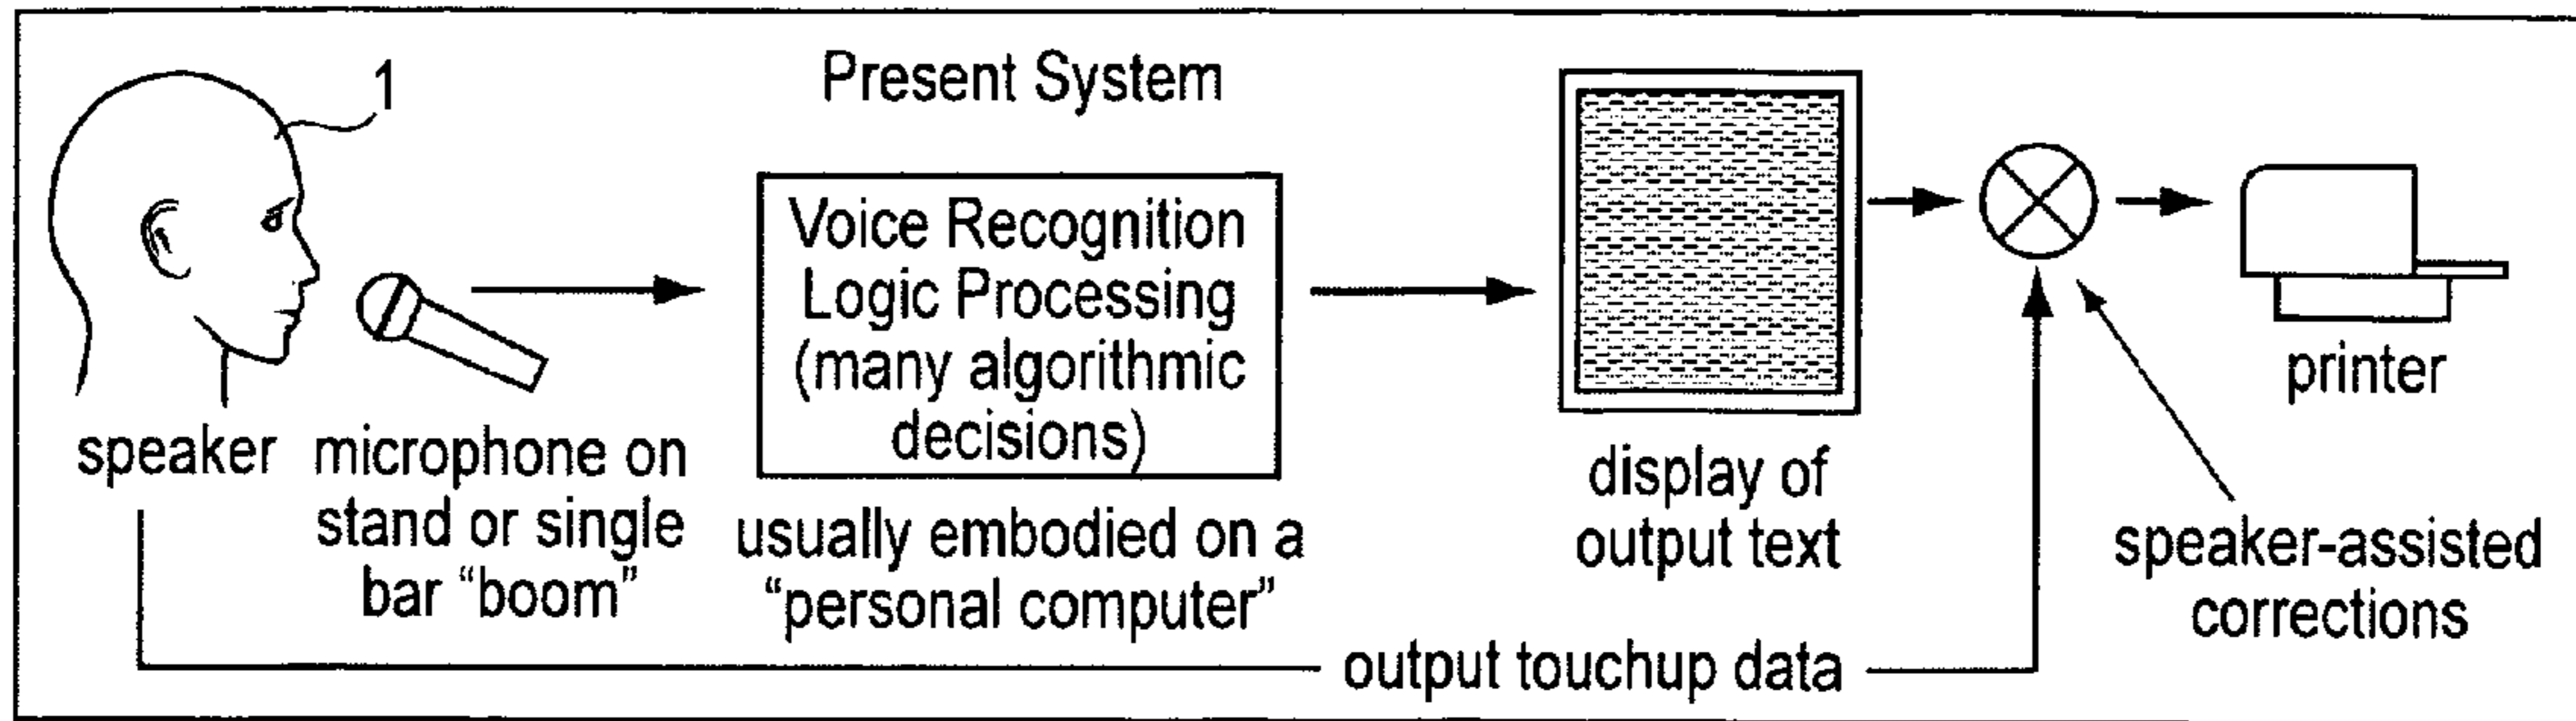 Present System
1
speaker
microphone on
stand or single
bar “boom”
Voice Recognition
Logic Processing
(many algorithmic
decisions)
usually embodied on a
“personal computer”
display of
output text
printer
speaker-assisted
corrections
output touchup data